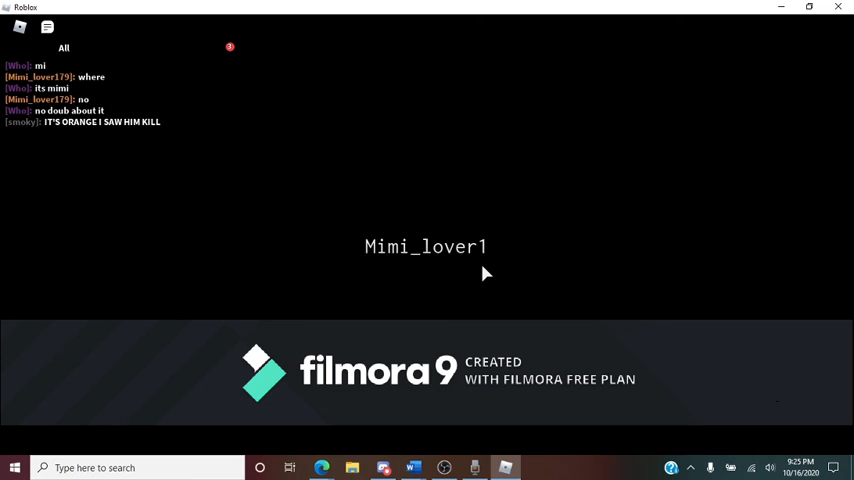 Roblox
All
3
[Who]: mi
[Mimi_lover179]: where
[Who]: its mimi
[Mimi_lover179]: no
[Who]: no doub about it
[smoky]: IT'S ORANGE I SAW HIM KILL
Mimi_lover1
filmora 9
CREATED
WITH FILMORA FREE PLAN
Type here to search
9:25 PM
10/16/2020